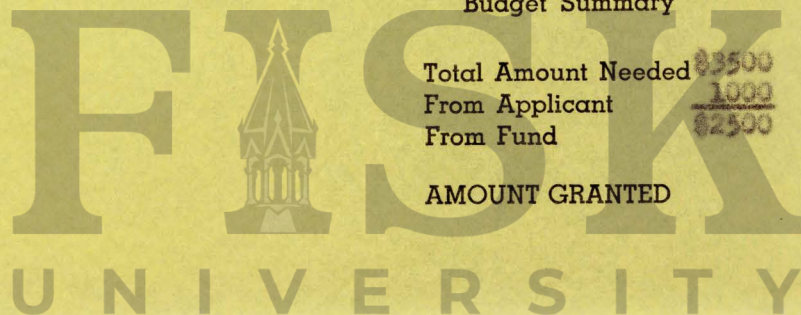 Budget Summary
Total Amount Needed $3500
From Applicant 1000
From Fund $2500
AMOUNT GRANTED
FISK
UNIVERSITY